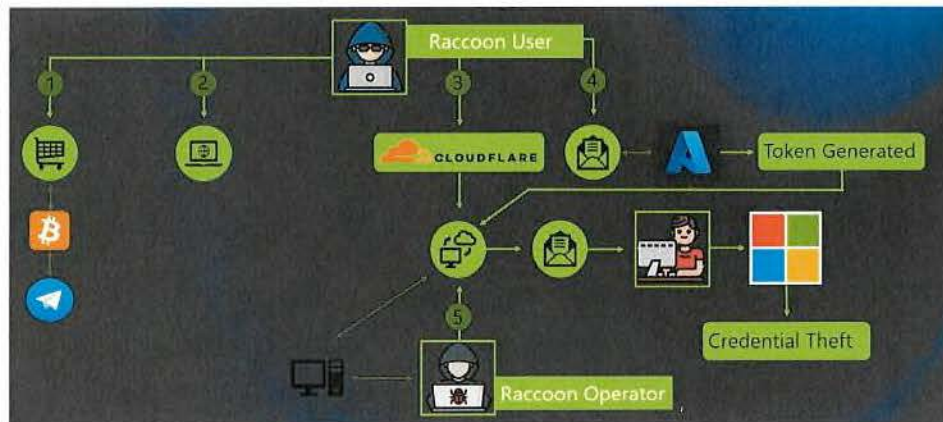 Raccoon User
1
2
3
4
CLOUDFLARE
Token Generated
5
Credential Theft
Raccoon Operator